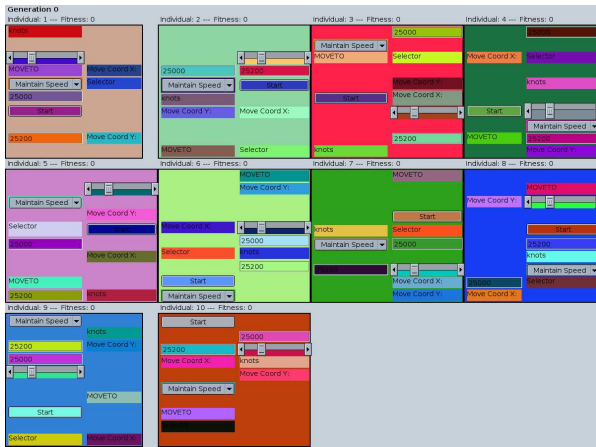 Generation 0
Individual: 1 --- Fitness: 0
Individual: 2 --- Fitness: 0
Individual: 3 --- Fitness: 0
Individual: 4 --- Fitness: 0
knots
MOVETO
Move Coord X:
Maintain Speed
Selector
25000
Start
25200
Move Coord Y:
25000
25200
Maintain Speed
Start
knots
Move Coord Y:
Move Coord X:
MOVETO
Selector
25000
Maintain Speed
MOVETO
Selector
Move Coord Y:
Start
Move Coord X:
25200
knots
25200
Move Coord X:
Selector
knots
Start
25000
Maintain Speed
MOVETO
Move Coord Y:
Individual: 5 --- Fitness: 0
Individual: 6 --- Fitness: 0
Individual: 7 --- Fitness: 0
Individual: 8 --- Fitness: 0
Maintain Speed
Move Coord Y:
Selector
Start
25000
Move Coord X:
MOVETO
25200
knots
MOVETO
Move Coord Y:
Move Coord X:
25000
Selector
knots
25200
Start
Maintain Speed
MOVETO
Start
knots
Selector
Maintain Speed
25000
25200
Move Coord X:
Move Coord Y:
MOVETO
Move Coord Y:
Start
25200
knots
Maintain Speed
25000
Selector
Move Coord X:
Individual: 9 --- Fitness: 0
Individual: 10 --- Fitness: 0
Maintain Speed
knots
25200
Move Coord Y:
25000
MOVETO
Start
Selector
Move Coord X:
Start
25000
25200
Move Coord X:
knots
Move Coord Y:
Maintain Speed
MOVETO